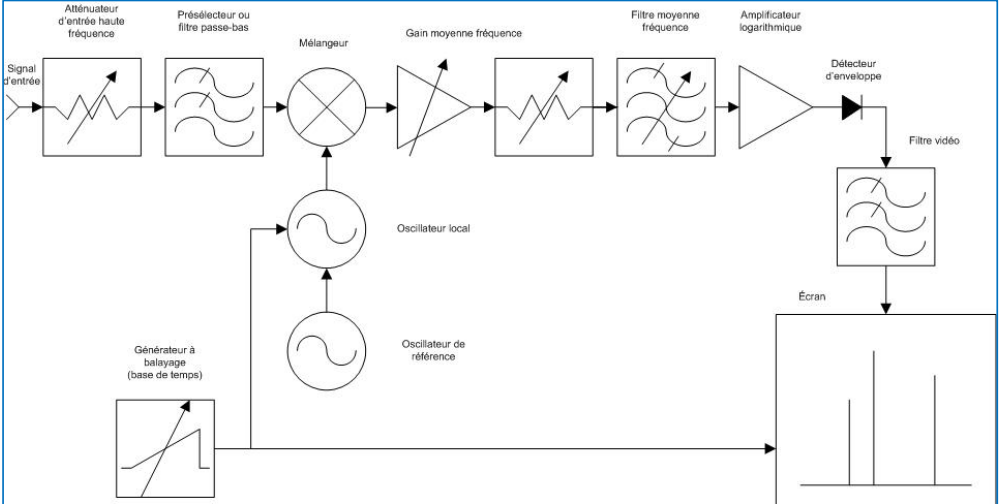 Atténuateur
d'entrée haute
fréquence
Présélecteur ou
filtre passe-bas
Mélangeur
Gain moyenne fréquence
Filtre moyenne
fréquence
Amplificateur
logarithmique
Signal
d'entrée
Détecteur
d'enveloppe
Filtre vidéo
Oscillateur local
Écran
Oscillateur de
référence
Générateur à
balayage
(base de temps)